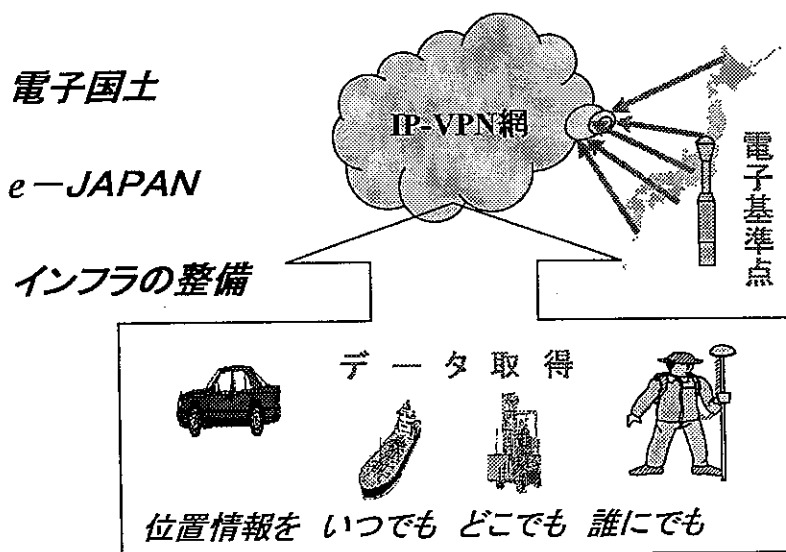 電子国土
e-JAPAN
インフラの整備
IP-VPN網
電子基準点
データ取得
位置情報を いつでも どこでも 誰にでも